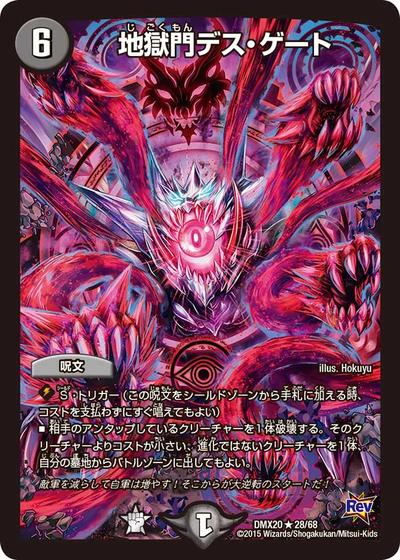 6
じごくもん
地獄門デス・ゲート
illus. Hokuyu
呪文
S・トリガー(この呪文をシールドゾーンから手札に加える時、
コストを支払わずにすぐ唱えてもよい)
■相手のアンタップしているクリーチャーを1体破壊する。そのク
リーチャーよりコストが小さい、進化ではないクリーチャーを1体、
自分の墓地からバトルゾーンに出してもよい。
敵軍を減らして自軍は増やす!そこからが大逆転のスタートだ!
Rev
DMX20 ★ 28/68
©2015 Wizards/Shogakukan/Mitsui-Kids